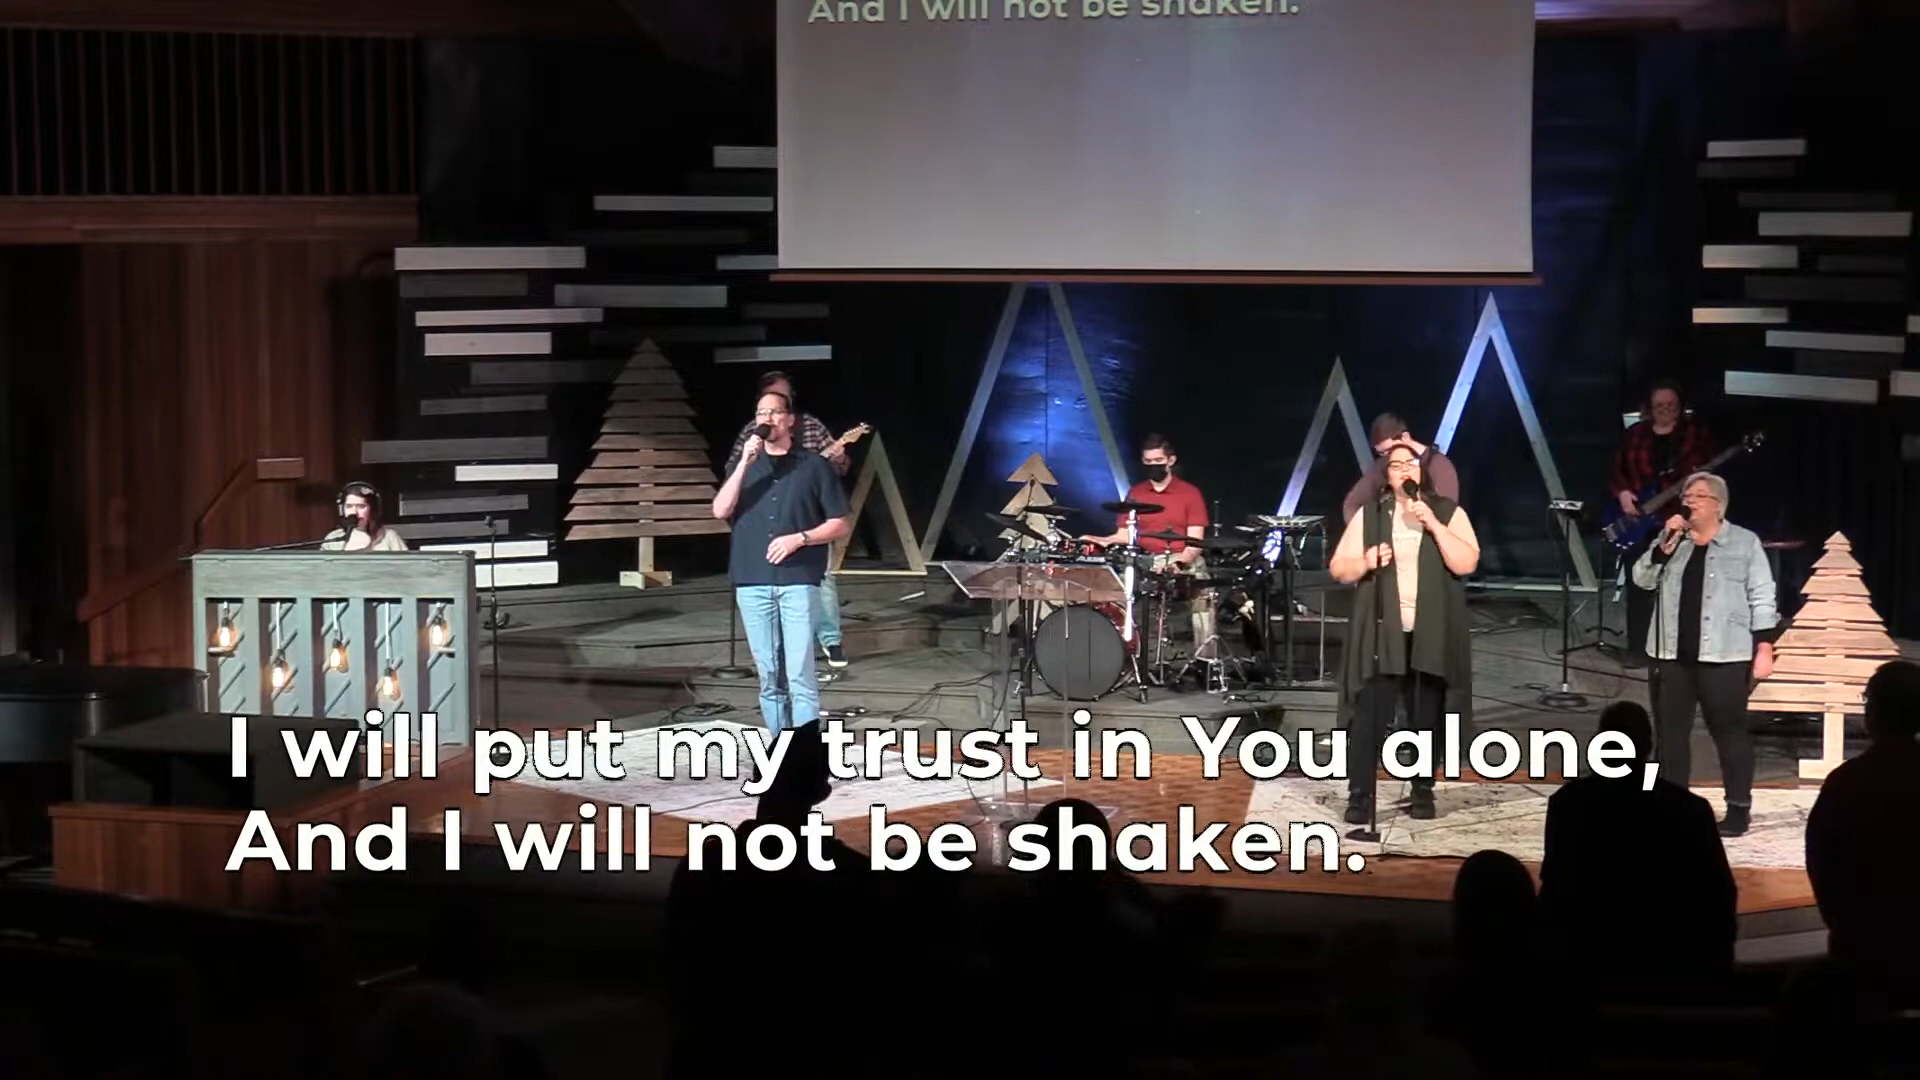 And I will not be shaken.
I will put my trust in You alone,
And I will not be shaken.